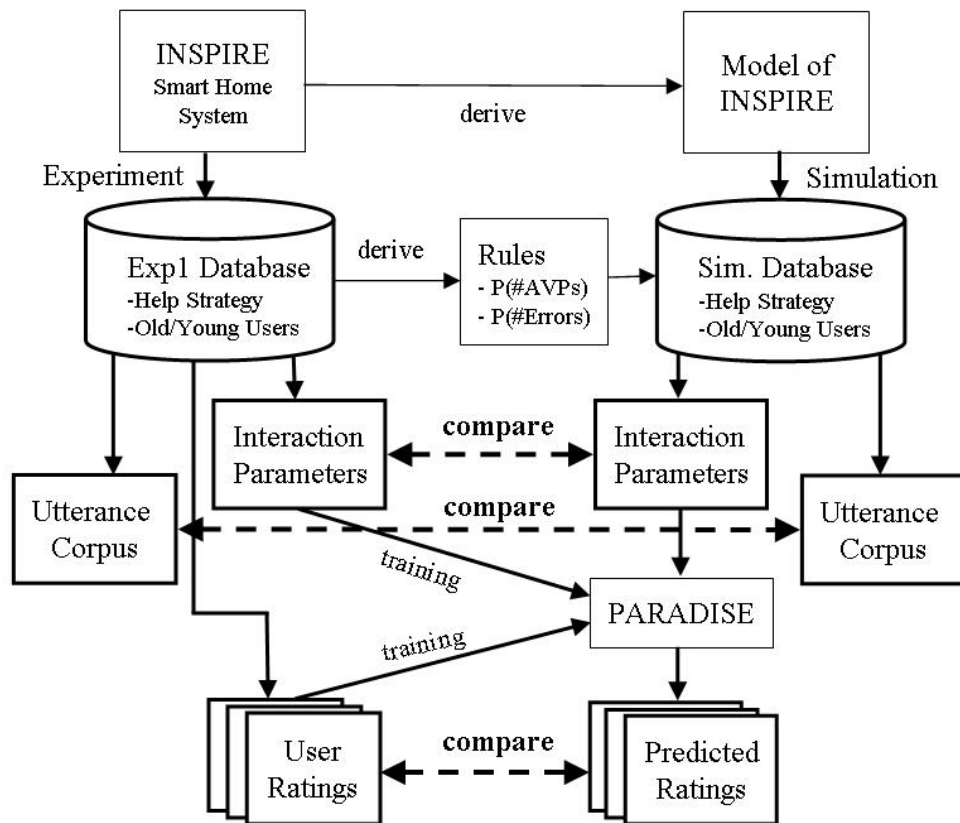 INSPIRE
Smart Home
System
derive
Model of
INSPIRE
Experiment
Simulation
Exp1 Database
-Help Strategy
-Old/Young Users
derive
Rules
- P(#AVPs)
- P(#Errors)
Sim. Database
-Help Strategy
-Old/Young Users
Interaction
Parameters
compare
Interaction
Parameters
Utterance
Corpus
compare
Utterance
Corpus
training
PARADISE
training
User
Ratings
compare
Predicted
Ratings